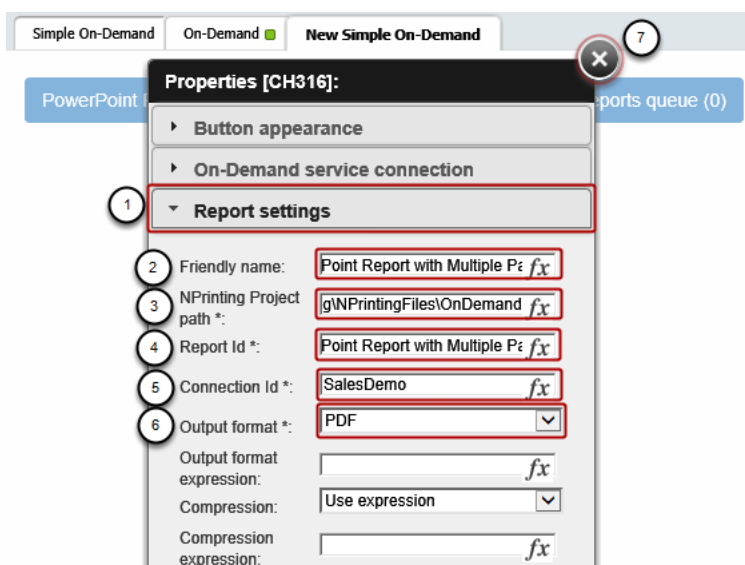 Simple On-Demand On-Demand New Simple On-Demand 7
Properties [CH316]:
PowerPoint ports queue (0)
Button appearance
On-Demand service connection
1 Report settings
2 Friendly name: Point Report with Multiple Pa fx
3 NPrinting Project path *: g\NPrintingFiles\OnDemand fx
4 Report Id *: Point Report with Multiple Pa fx
5 Connection Id *: SalesDemo fx
6 Output format *: PDF
Output format expression: fx
Compression: Use expression
Compression expression: fx